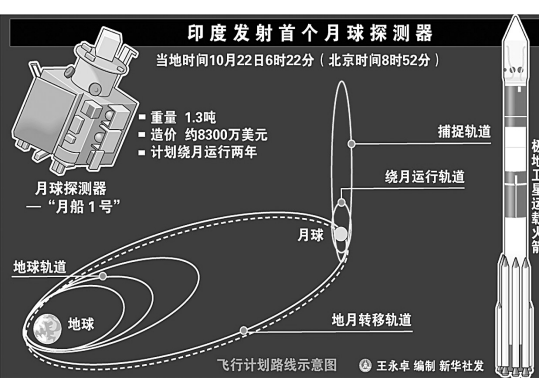 印度发射首个月球探测器
当地时间10月22日6时22分（北京时间8时52分）
▪ 重量 1.3吨
▪ 造价 约8300万美元
▪ 计划绕月运行两年
月球探测器
— “月船1号”
捕捉轨道
绕月运行轨道
月球
地球轨道
地球
地月转移轨道
极地卫星运载火箭
飞行计划路线示意图
王永卓 编制 新华社发